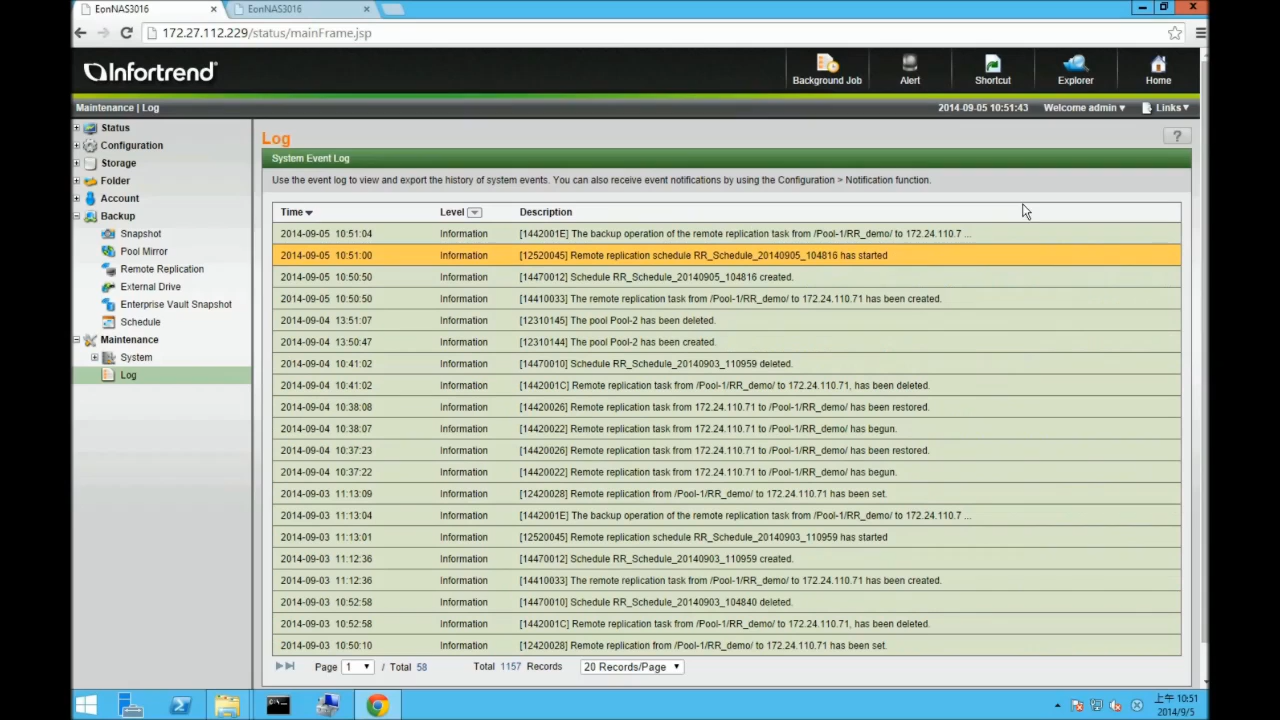 EonNAS3016
EonNAS3016
172.27.112.229/status/mainFrame.jsp
Infortrend
Background Job
Alert
Shortcut
Explorer
Home
Maintenance | Log
2014-09-05 10:51:43
Welcome admin
Links
Status
Configuration
Storage
Folder
Account
Backup
Snapshot
Pool Mirror
Remote Replication
External Drive
Enterprise Vault Snapshot
Schedule
Maintenance
System
Log
Log
?
System Event Log
Use the event log to view and export the history of system events. You can also receive event notifications by using the Configuration > Notification function.
Time Level Description
2014-09-05 10:51:04 Information [1442001E] The backup operation of the remote replication task from /Pool-1/RR_demo/ to 172.24.110.7 ...
2014-09-05 10:51:00 Information [12520045] Remote replication schedule RR_Schedule_20140905_104816 has started
2014-09-05 10:50:50 Information [14470012] Schedule RR_Schedule_20140905_104816 created.
2014-09-05 10:50:50 Information [14410033] The remote replication task from /Pool-1/RR_demo/ to 172.24.110.71 has been created.
2014-09-04 13:51:07 Information [12310145] The pool Pool-2 has been deleted.
2014-09-04 13:50:47 Information [12310144] The pool Pool-2 has been created.
2014-09-04 10:41:02 Information [14470010] Schedule RR_Schedule_20140903_110959 deleted.
2014-09-04 10:41:02 Information [1442001C] Remote replication task from /Pool-1/RR_demo/ to 172.24.110.71, has been deleted.
2014-09-04 10:38:08 Information [14420026] Remote replication task from 172.24.110.71 to /Pool-1/RR_demo/ has been restored.
2014-09-04 10:38:07 Information [14420022] Remote replication task from 172.24.110.71 to /Pool-1/RR_demo/ has begun.
2014-09-04 10:37:23 Information [14420026] Remote replication task from 172.24.110.71 to /Pool-1/RR_demo/ has been restored.
2014-09-04 10:37:22 Information [14420022] Remote replication task from 172.24.110.71 to /Pool-1/RR_demo/ has begun.
2014-09-03 11:13:09 Information [12420028] Remote replication from /Pool-1/RR_demo/ to 172.24.110.71 has been set.
2014-09-03 11:13:04 Information [1442001E] The backup operation of the remote replication task from /Pool-1/RR_demo/ to 172.24.110.7 ...
2014-09-03 11:13:01 Information [12520045] Remote replication schedule RR_Schedule_20140903_110959 has started
2014-09-03 11:12:36 Information [14470012] Schedule RR_Schedule_20140903_110959 created.
2014-09-03 11:12:36 Information [14410033] The remote replication task from /Pool-1/RR_demo/ to 172.24.110.71 has been created.
2014-09-03 10:52:58 Information [14470010] Schedule RR_Schedule_20140903_104840 deleted.
2014-09-03 10:52:58 Information [1442001C] Remote replication task from /Pool-1/RR_demo/ to 172.24.110.71, has been deleted.
2014-09-03 10:50:10 Information [12420028] Remote replication from /Pool-1/RR_demo/ to 172.24.110.71 has been set.
Page 1 / Total 58 Total 1157 Records 20 Records/Page
上午 10:51
2014/9/5